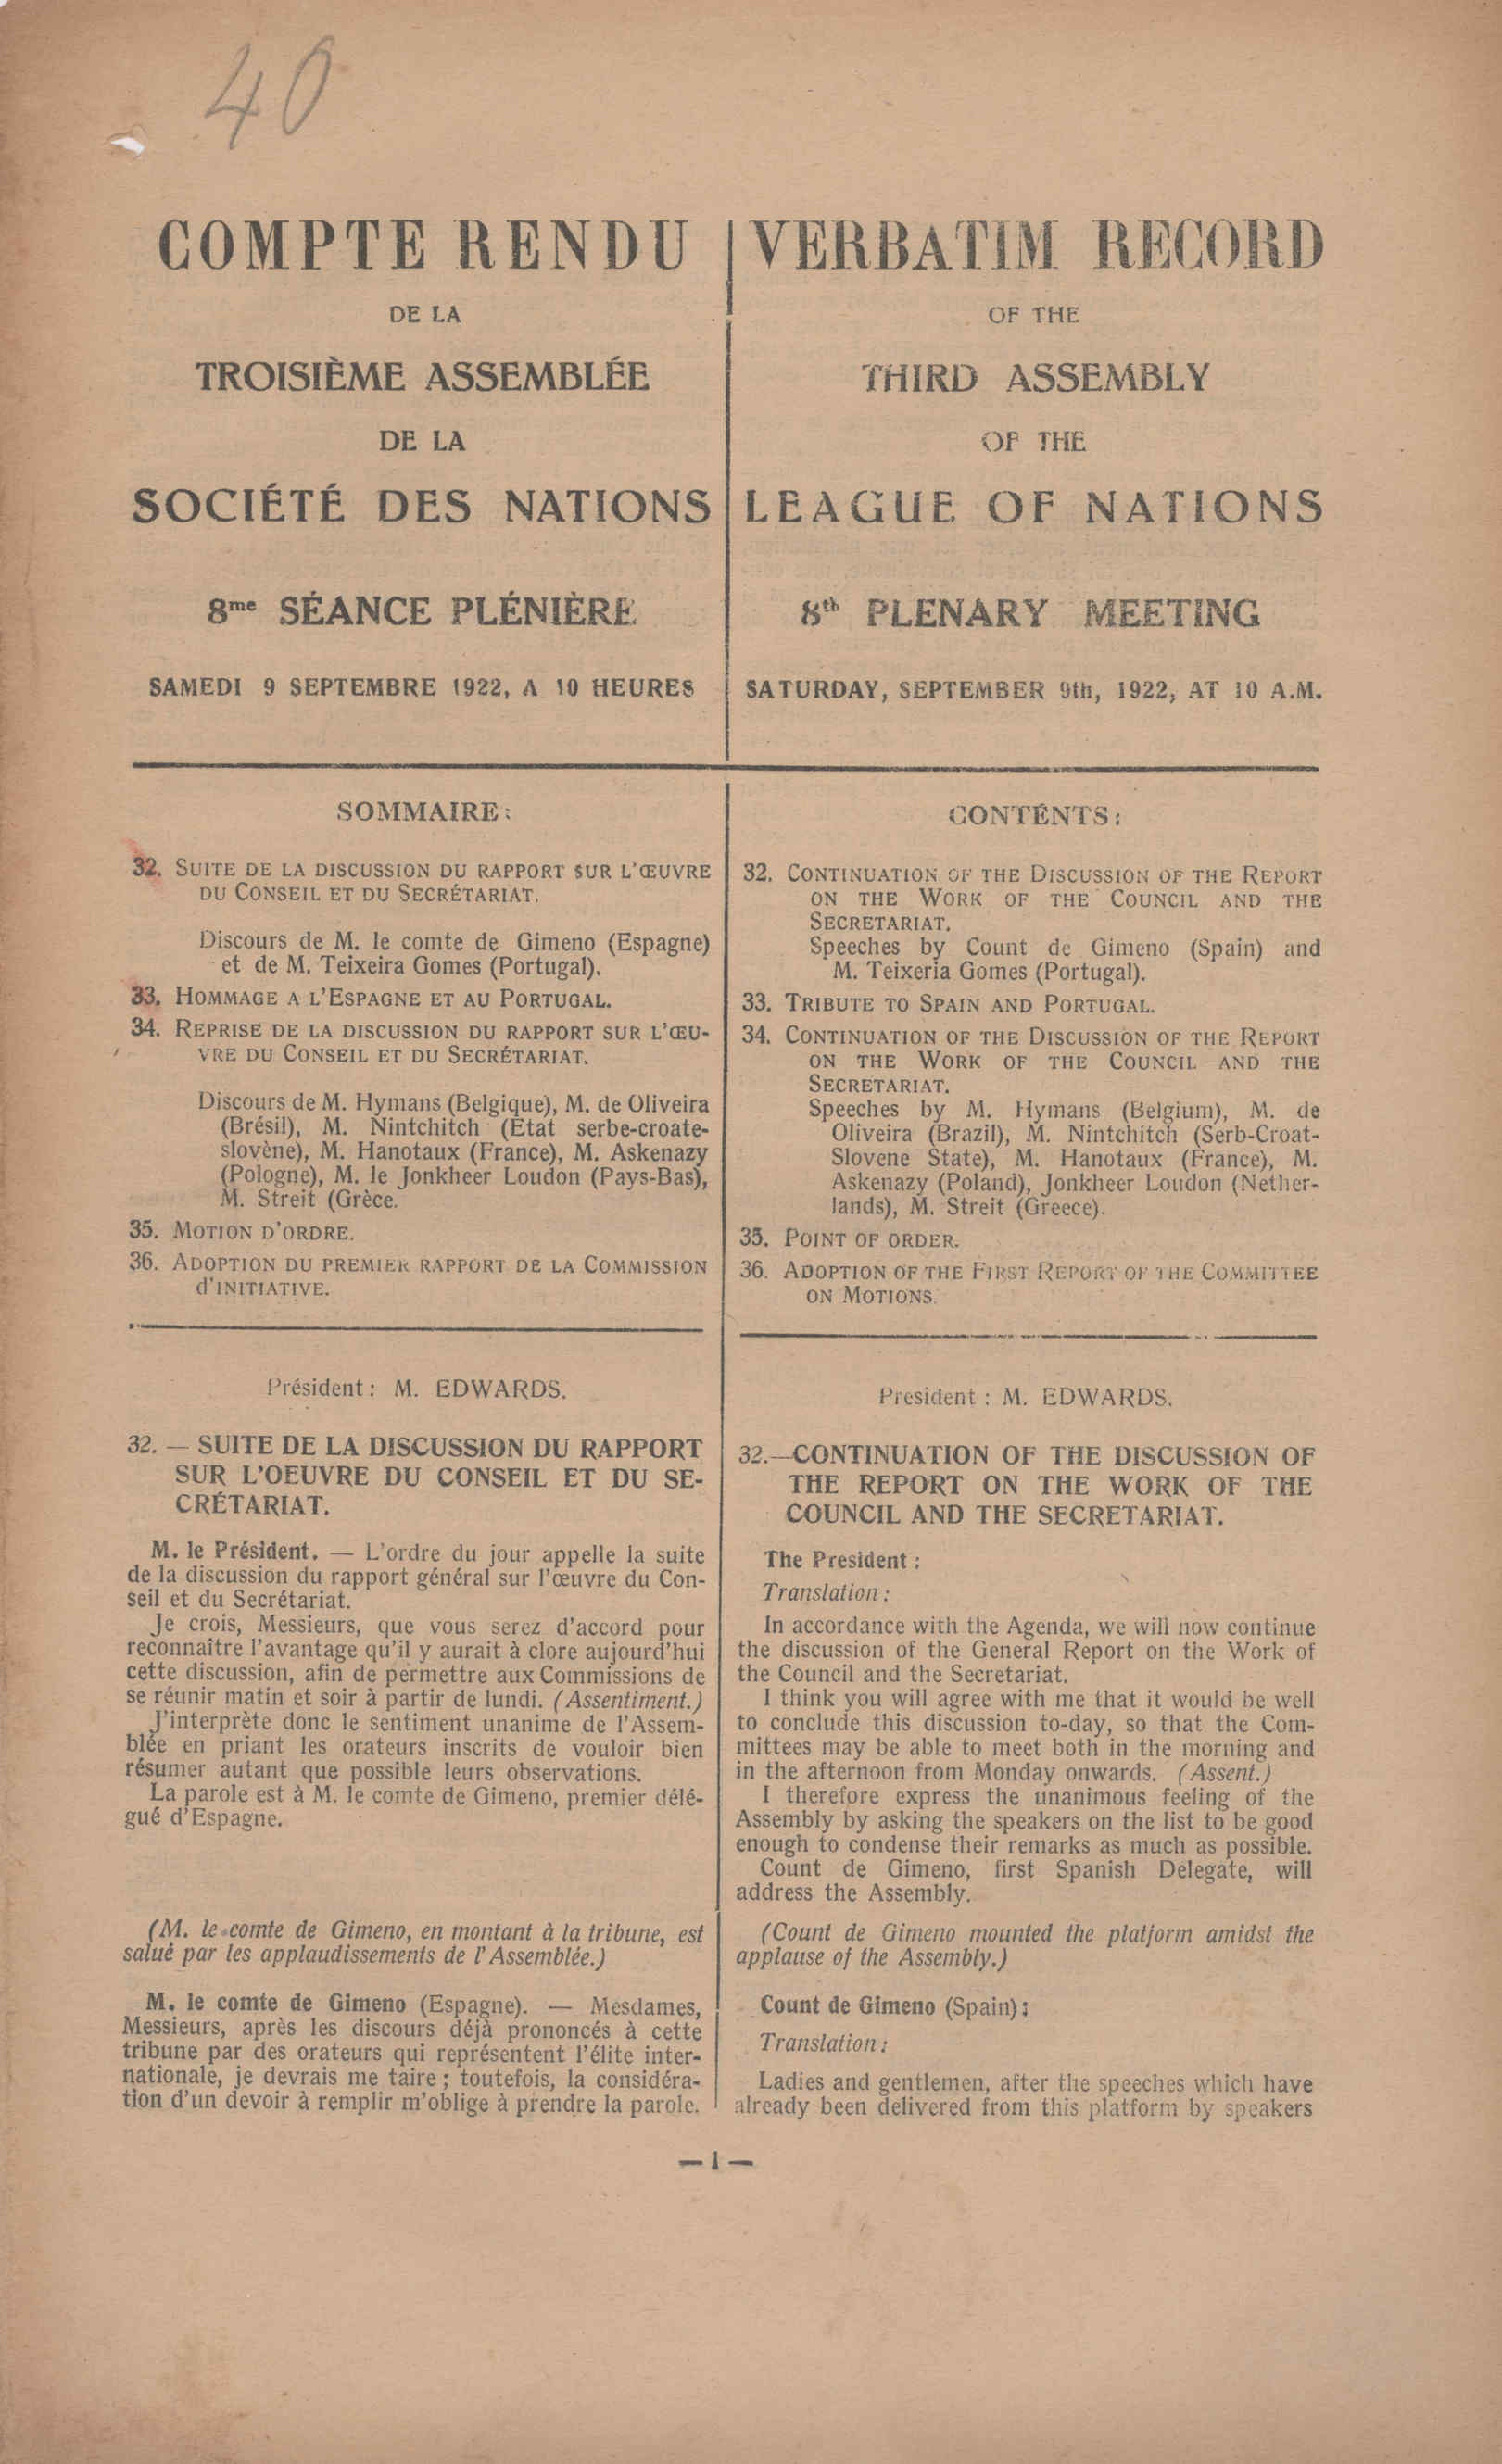 40
COMPTE RENDU
DE LA
TROISIÈME ASSEMBLÉE
DE LA
SOCIÉTÉ DES NATIONS
8me SÉANCE PLÉNIÈRE
SAMEDI 9 SEPTEMBRE 1922, A 10 HEURES
VERBATIM RECORD
OF THE
THIRD ASSEMBLY
OF THE
LEAGUE OF NATIONS
8th PLENARY MEETING
SATURDAY, SEPTEMBER 9th, 1922, AT 10 A.M.
SOMMAIRE:
32. SUITE DE LA DISCUSSION DU RAPPORT SUR L'ŒUVRE
DU CONSEIL ET DU SECRÉTARIAT.
Discours de M. le comte de Gimeno (Espagne)
et de M. Teixeira Gomes (Portugal).
33. HOMMAGE A L'ESPAGNE ET AU PORTUGAL.
34. REPRISE DE LA DISCUSSION DU RAPPORT SUR L'ŒU-
VRE DU CONSEIL ET DU SECRÉTARIAT.
Discours de M. Hymans (Belgique), M. de Oliveira
(Brésil), M. Nintchitch (Etat serbe-croate-
slovène), M. Hanotaux (France), M. Askenazy
(Pologne), M. le Jonkheer Loudon (Pays-Bas),
M. Streit (Grèce.
35. MOTION D'ORDRE.
36. ADOPTION DU PREMIER RAPPORT DE LA COMMISSION
d'INITIATIVE.
CONTENTS:
32. CONTINUATION OF THE DISCUSSION OF THE REPORT
ON THE WORK OF THE COUNCIL AND THE
SECRETARIAT.
Speeches by Count de Gimeno (Spain) and
M. Teixeria Gomes (Portugal).
33. TRIBUTE TO SPAIN AND PORTUGAL.
34. CONTINUATION OF THE DISCUSSION OF THE REPORT
ON THE WORK OF THE COUNCIL AND THE
SECRETARIAT.
Speeches by M. Hymans (Belgium), M. de
Oliveira (Brazil), M. Nintchitch (Serb-Croat-
Slovene State), M. Hanotaux (France), M.
Askenazy (Poland), Jonkheer Loudon (Nether-
lands), M. Streit (Greece).
35. POINT OF ORDER.
36. ADOPTION OF THE FIRST REPORT OF THE COMMITTEE
ON MOTIONS.
Président : M. EDWARDS.
32. — SUITE DE LA DISCUSSION DU RAPPORT
SUR L'OEUVRE DU CONSEIL ET DU SE-
CRÉTARIAT.
M. le Président. — L'ordre du jour appelle la suite
de la discussion du rapport général sur l'œuvre du Con-
seil et du Secrétariat.
Je crois, Messieurs, que vous serez d'accord pour
reconnaître l'avantage qu'il y aurait à clore aujourd'hui
cette discussion, afin de permettre aux Commissions de
se réunir matin et soir à partir de lundi. (Assentiment.)
J'interprète donc le sentiment unanime de l'Assem-
blée en priant les orateurs inscrits de vouloir bien
résumer autant que possible leurs observations.
La parole est à M. le comte de Gimeno, premier délé-
gué d'Espagne.
(M. le comte de Gimeno, en montant à la tribune, est
salué par les applaudissements de l'Assemblée.)
M. le comte de Gimeno (Espagne). — Mesdames,
Messieurs, après les discours déjà prononcés à cette
tribune par des orateurs qui représentent l'élite inter-
nationale, je devrais me taire ; toutefois, la considéra-
tion d'un devoir à remplir m'oblige à prendre la parole.
President : M. EDWARDS.
32.—CONTINUATION OF THE DISCUSSION OF
THE REPORT ON THE WORK OF THE
COUNCIL AND THE SECRETARIAT.
The President :
Translation :
In accordance with the Agenda, we will now continue
the discussion of the General Report on the Work of
the Council and the Secretariat.
I think you will agree with me that it would be well
to conclude this discussion to-day, so that the Com-
mittees may be able to meet both in the morning and
in the afternoon from Monday onwards. (Assent.)
I therefore express the unanimous feeling of the
Assembly by asking the speakers on the list to be good
enough to condense their remarks as much as possible.
Count de Gimeno, first Spanish Delegate, will
address the Assembly.
(Count de Gimeno mounted the platform amidst the
applause of the Assembly.)
Count de Gimeno (Spain) :
Translation :
Ladies and gentlemen, after the speeches which have
already been delivered from this platform by speakers
— 1 —